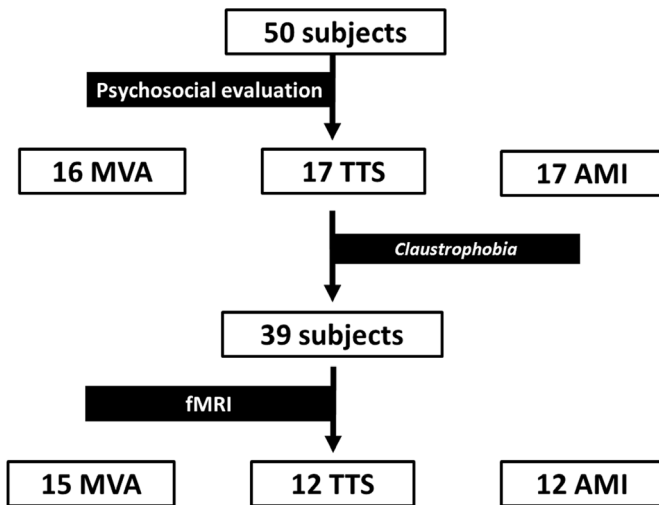 50 subjects
Psychosocial evaluation
16 MVA
17 TTS
17 AMI
Claustrophobia
39 subjects
fMRI
15 MVA
12 TTS
12 AMI